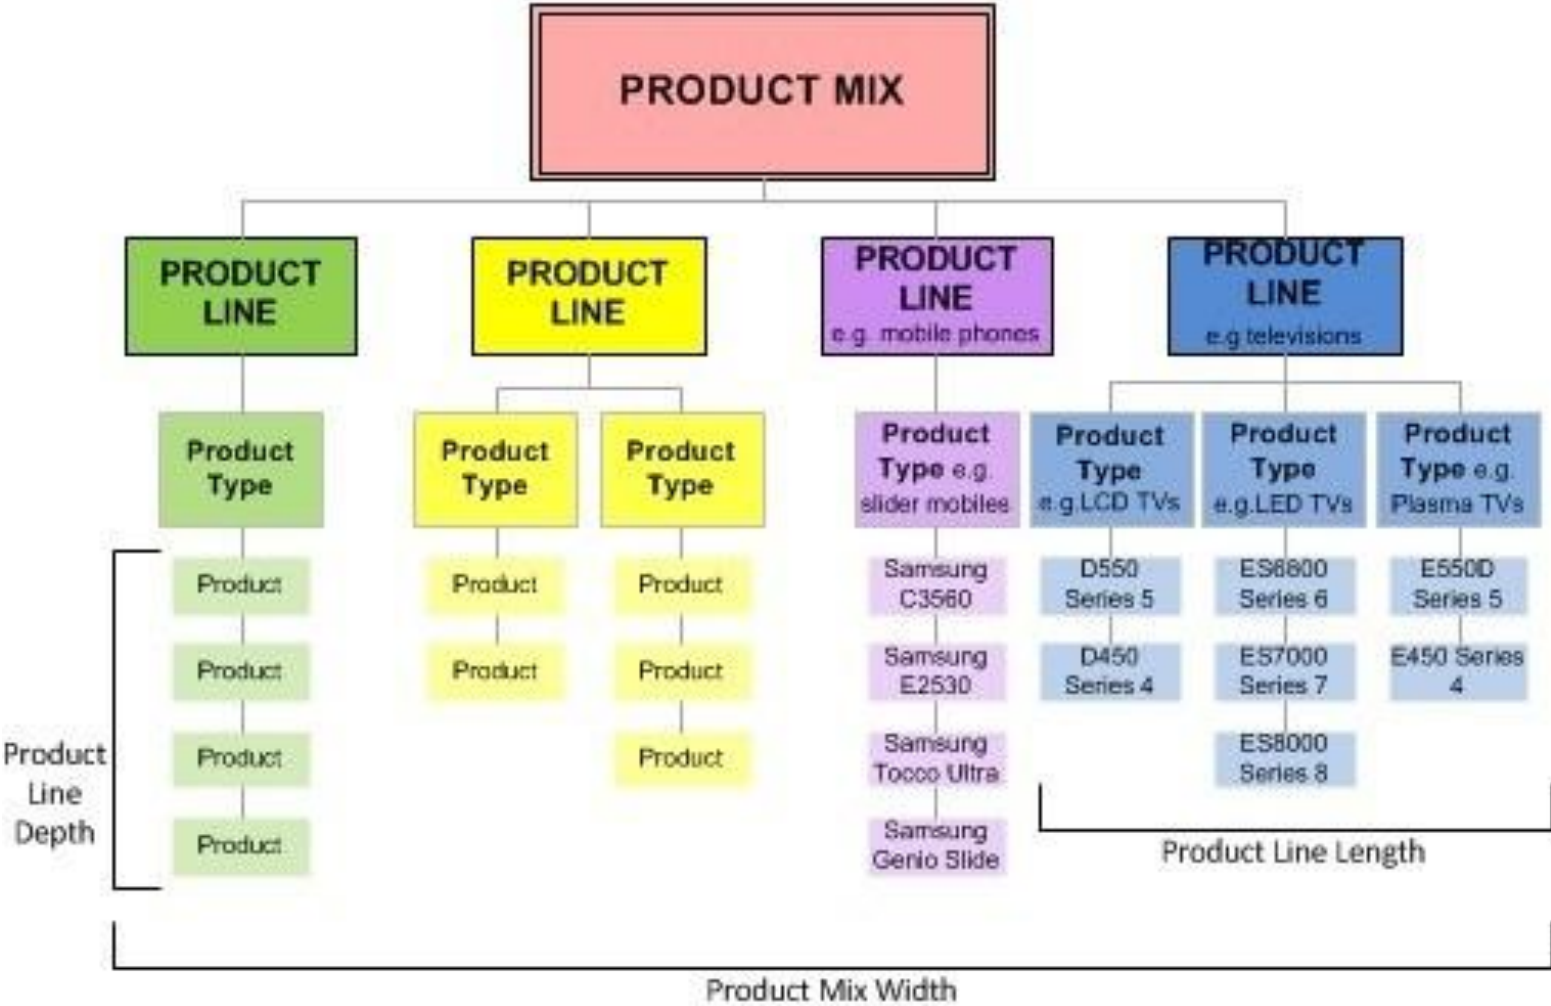 PRODUCT MIX
PRODUCT
LINE
PRODUCT
LINE
PRODUCT
LINE
e.g. mobile phones
PRODUCT
LINE
e.g televisions
Product
Type
Product
Type
Product
Type
Product
Type e.g.
slider mobiles
Product
Type
e.g.LCD TVs
Product
Type
e.g.LED TVs
Product
Type e.g.
Plasma TVs
Product
Product
Product
Samsung
C3560
D550
Series 5
ES6800
Series 6
E550D
Series 5
Product
Product
Product
Samsung
E2530
D450
Series 4
ES7000
Series 7
E450 Series
4
Product
Product
Samsung
Tocco Ultra
ES8000
Series 8
Product
Samsung
Genio Slide
Product
Line
Depth
Product Line Length
Product Mix Width